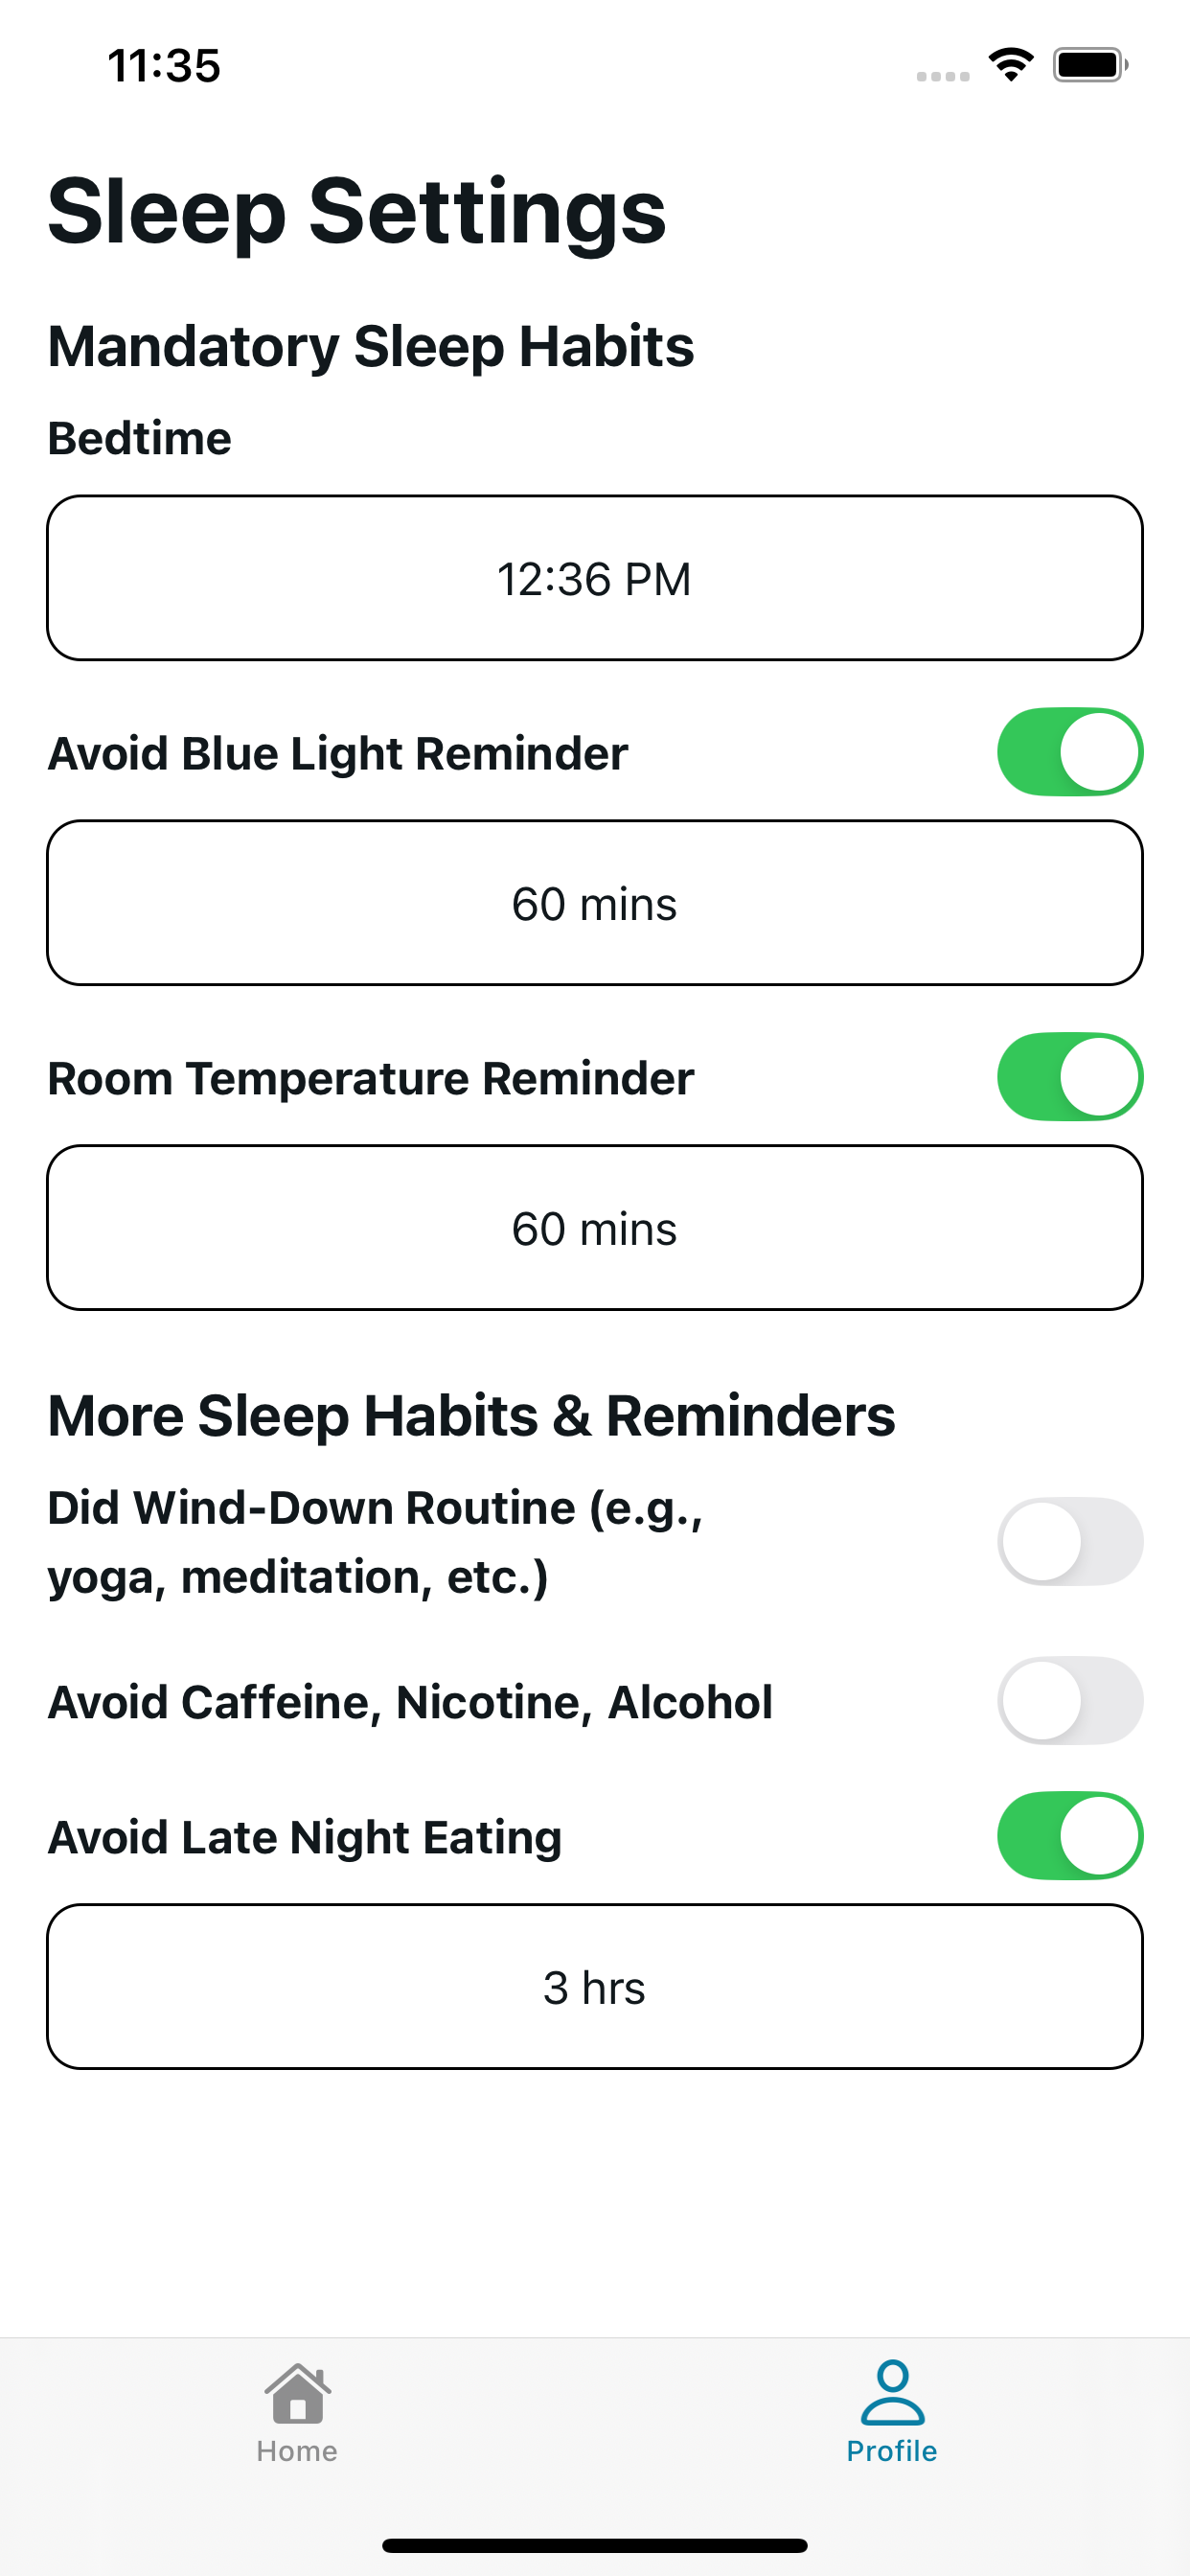 11:35
Sleep Settings
Mandatory Sleep Habits
Bedtime
12:36 PM
Avoid Blue Light Reminder
60 mins
Room Temperature Reminder
60 mins
More Sleep Habits & Reminders
Did Wind-Down Routine (e.g.,
yoga, meditation, etc.)
Avoid Caffeine, Nicotine, Alcohol
Avoid Late Night Eating
3 hrs
Home
Profile